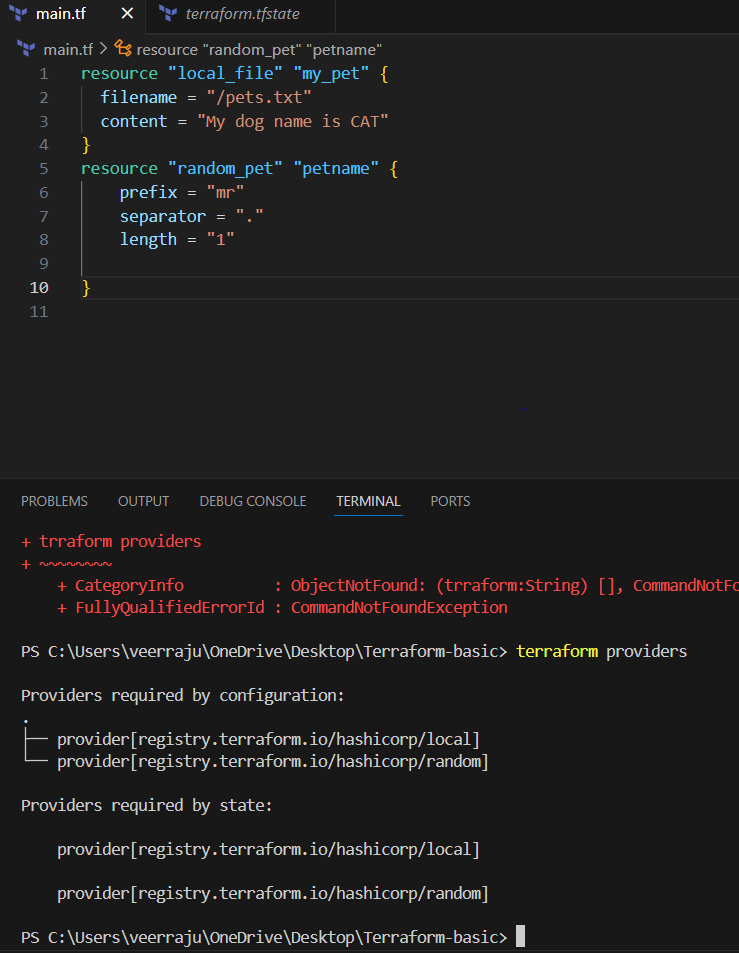 main.tf × terraform.tfstate
main.tf > resource "random_pet" "petname"
1 resource "local_file" "my_pet" {
2 filename = "/pets.txt"
3 content = "My dog name is CAT"
4 }
5 resource "random_pet" "petname" {
6 prefix = "mr"
7 separator = "."
8 length = "1"
9
10 }
11
PROBLEMS OUTPUT DEBUG CONSOLE TERMINAL PORTS
+ trraform providers
+ ~~~~~~~~
+ CategoryInfo : ObjectNotFound: (trraform:String) [], CommandNotFo
+ FullyQualifiedErrorId : CommandNotFoundException
PS C:\Users\veerraju\OneDrive\Desktop\Terraform-basic> terraform providers
Providers required by configuration:
.
├── provider[registry.terraform.io/hashicorp/local]
└── provider[registry.terraform.io/hashicorp/random]
Providers required by state:
provider[registry.terraform.io/hashicorp/local]
provider[registry.terraform.io/hashicorp/random]
PS C:\Users\veerraju\OneDrive\Desktop\Terraform-basic>